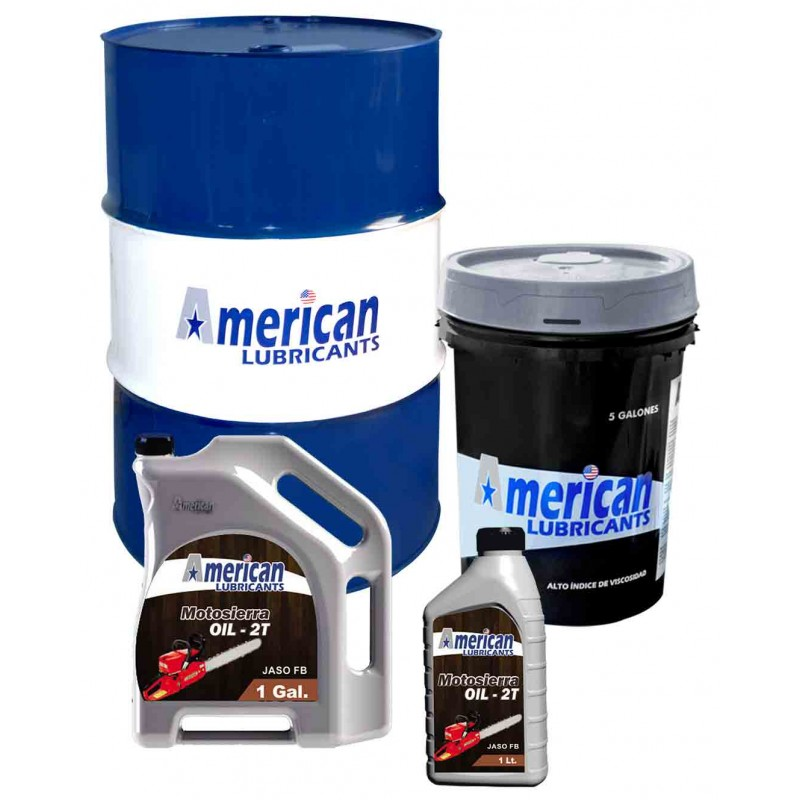 American
LUBRICANTS
5 GALONES
American
LUBRICANTS
ALTO ÍNDICE DE VISCOSIDAD
American
American
LUBRICANTS
Motosierra
OIL - 2T
JASO FB
1 Gal.
American
LUBRICANTS
Motosierra
OIL - 2T
JASO FB
1 Lt.